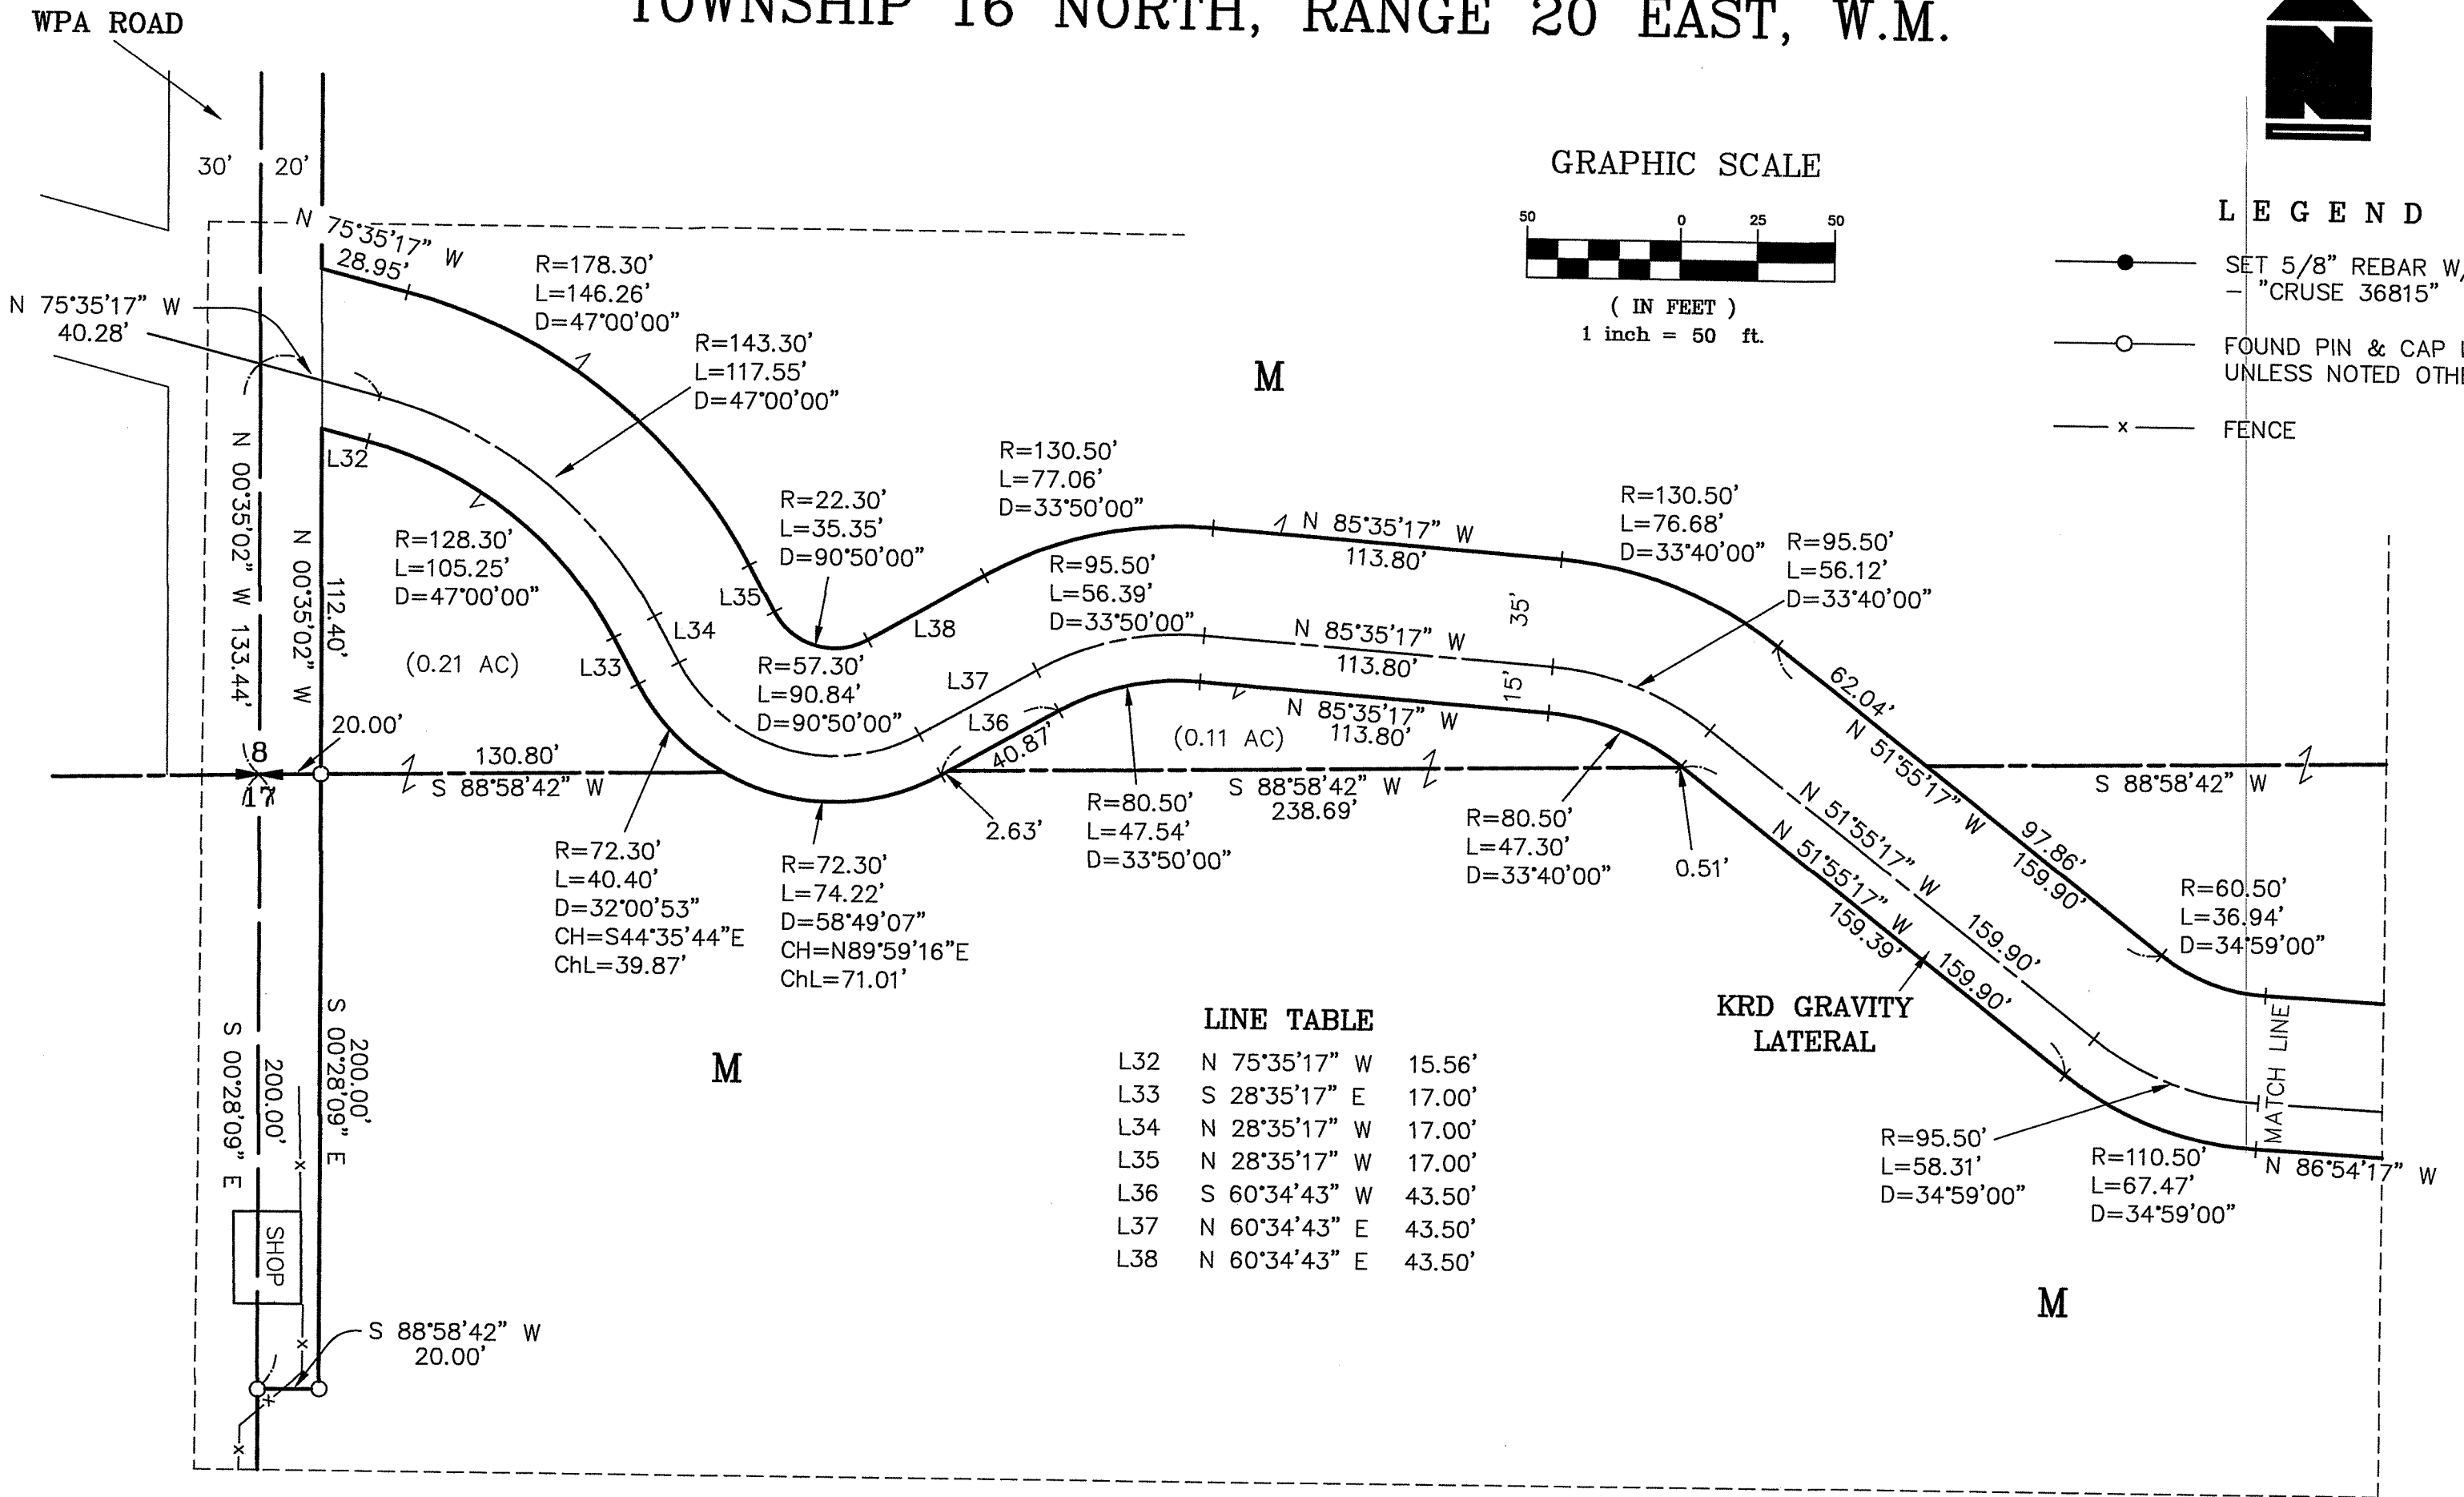 TOWNSHIP 16 NORTH, RANGE 20 EAST, W.M.
WPA ROAD
30' 20'
N 75°35'17" W
28.95'
N 75°35'17" W
40.28'
R=178.30'
L=146.26'
D=47°00'00"
R=143.30'
L=117.55'
D=47°00'00"
GRAPHIC SCALE
50 0 25 50
( IN FEET )
1 inch = 50 ft.
N
LEGEND
SET 5/8" REBAR W/
- "CRUSE 36815"
FOUND PIN & CAP
UNLESS NOTED
x FENCE
M
L32
N 00°35'02" W 133.44'
N 00°35'02" W
112.40'
R=128.30'
L=105.25'
D=47°00'00"
(0.21 AC)
R=22.30'
L=35.35'
D=90°50'00"
L35
L34
L33
L38
R=130.50'
L=77.06'
D=33°50'00"
R=95.50'
L=56.39'
D=33°50'00"
N 85°35'17" W
113.80'
R=130.50'
L=76.68'
D=33°40'00"
R=95.50'
L=56.12'
D=33°40'00"
35'
N 85°35'17" W
113.80'
15'
R=57.30'
L=90.84'
D=90°50'00"
L37
L36
40.87'
N 85°35'17" W
113.80'
(0.11 AC)
62.04'
N 51°55'17" W
97.86'
159.90'
20.00'
8
17
130.80'
S 88°58'42" W
2.63'
S 88°58'42" W
238.69'
0.51'
S 88°58'42" W
R=72.30'
L=40.40'
D=32°00'53"
CH=S44°35'44"E
ChL=39.87'
R=72.30'
L=74.22'
D=58°49'07"
CH=N89°59'16"E
ChL=71.01'
R=80.50'
L=47.54'
D=33°50'00"
R=80.50'
L=47.30'
D=33°40'00"
N 51°55'17" W
159.90'
N 51°55'17" W
159.39'
159.90'
R=60.50'
L=36.94'
D=34°59'00"
KRD GRAVITY
LATERAL
MATCH LINE
R=95.50'
L=58.31'
D=34°59'00"
R=110.50'
L=67.47'
D=34°59'00"
N 86°54'17" W
S 00°28'09" E
200.00'
S 00°28'09" E
200.00'
M
SHOP
x
x
x
x
S 88°58'42" W
20.00'
LINE TABLE
L32 N 75°35'17" W 15.56'
L33 S 28°35'17" E 17.00'
L34 N 28°35'17" W 17.00'
L35 N 28°35'17" W 17.00'
L36 S 60°34'43" W 43.50'
L37 N 60°34'43" E 43.50'
L38 N 60°34'43" E 43.50'
M